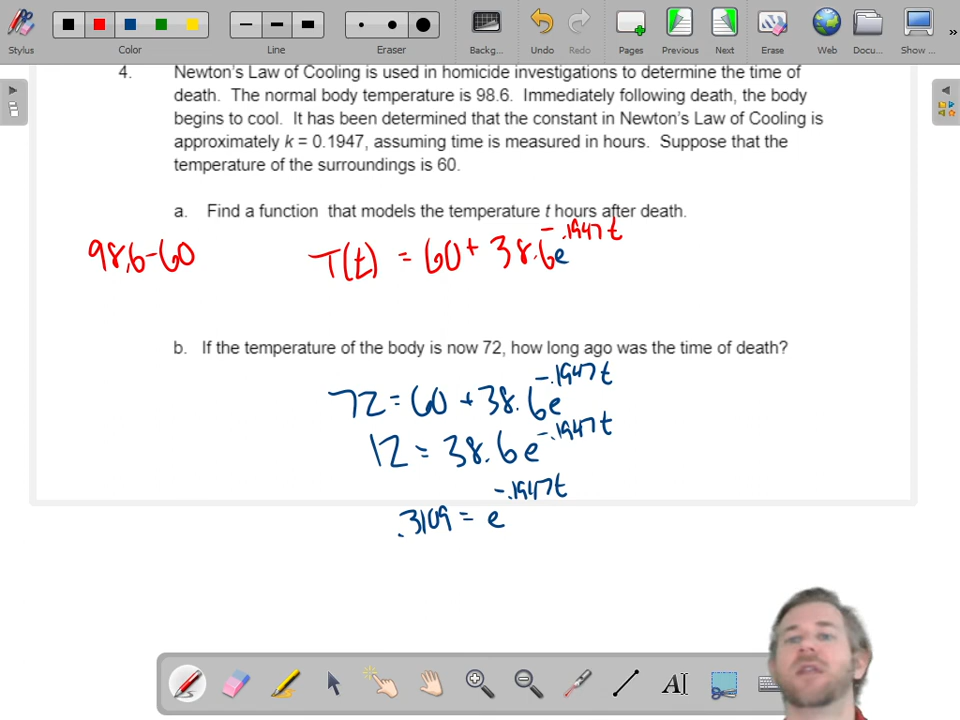 Stylus
Color
Line
Eraser
Backg...
Undo
Redo
Pages
Previous
Next
Erase
Web
Docu...
Show ...
»
4. Newton's Law of Cooling is used in homicide investigations to determine the time of
death. The normal body temperature is 98.6. Immediately following death, the body
begins to cool. It has been determined that the constant in Newton's Law of Cooling is
approximately k = 0.1947, assuming time is measured in hours. Suppose that the
temperature of the surroundings is 60.
a. Find a function that models the temperature t hours after death.
98.6-60
T(t) = 60 + 38.6e^-.1947t
b. If the temperature of the body is now 72, how long ago was the time of death?
72 = 60 + 38.6e^-.1947t
12 = 38.6e^-.1947t
.3109 = e^-.1947t
A